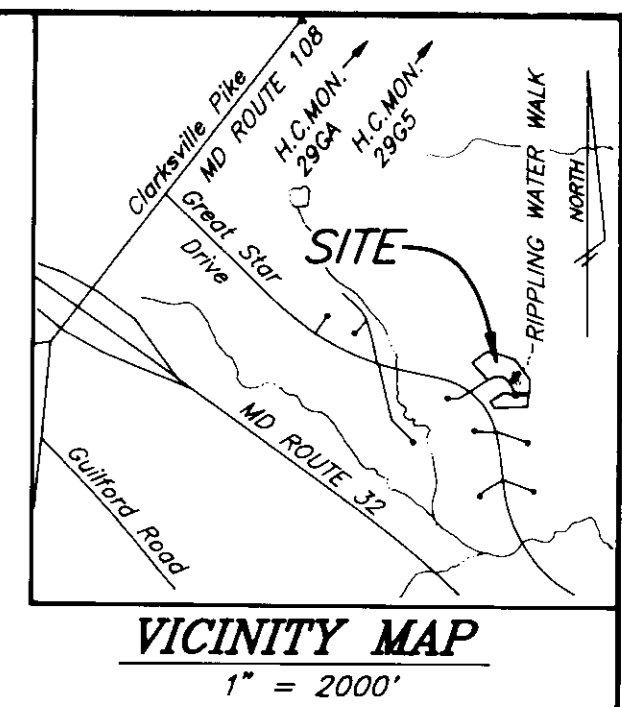 Clarksville Pike
MD ROUTE 108
H.C.MON.
29GA
H.C.MON.
29G5
RIPPLING WATER WALK
NORTH
Great Star
Drive
SITE
MD ROUTE 32
Guilford Road
VICINITY MAP
1" = 2000'